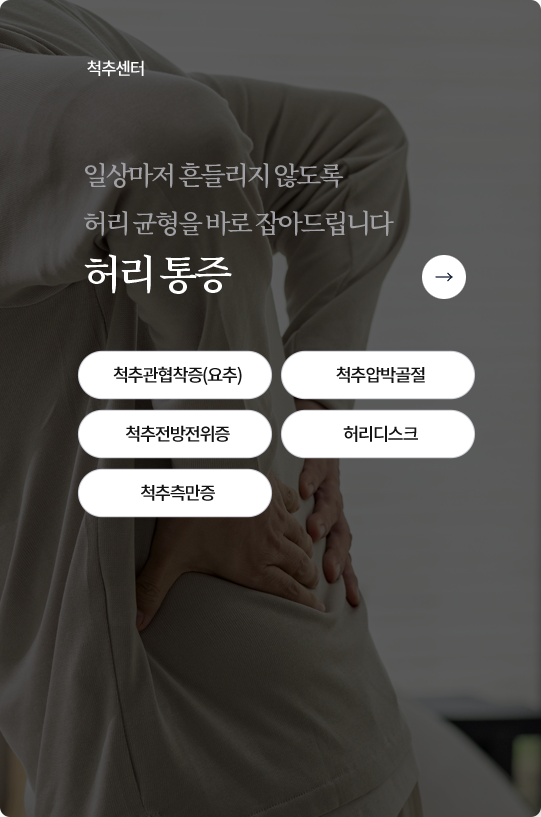 척추센터
일상마저 흔들리지 않도록
허리 균형을 바로 잡아드립니다
허리 통증
→
척추관협착증(요추) 척추압박골절
척추전방전위증 허리디스크
척추측만증